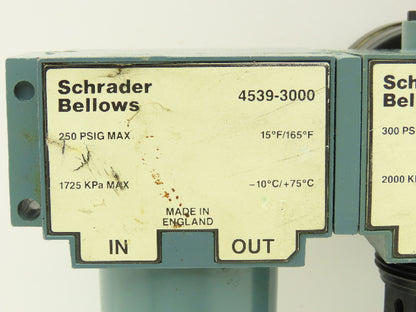 Schrader
Bellows
4539-3000
250 PSIG MAX
15°F/165°F
1725 KPa MAX
–10°C/+75°C
MADE IN
ENGLAND
IN
OUT
Sch
Bel
300 PS
2000 K